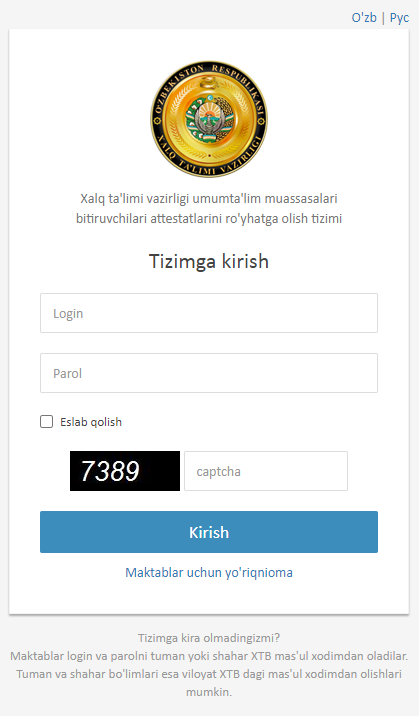 O'zb | Рус
O'ZBEKISTON RESPUBLIKASI
XALQ TA'LIMI VAZIRLIGI
Xalq ta'limi vazirligi umumta'lim muassasalari
bitiruvchilari attestatlarini ro'yhatga olish tizimi
Tizimga kirish
Login
Parol
Eslab qolish
7389 captcha
Kirish
Maktablar uchun yo'riqnioma
Tizimga kira olmadingizmi?
Maktablar login va parolni tuman yoki shahar XTB mas'ul xodimdan oladilar.
Tuman va shahar bo'limlari esa viloyat XTB dagi mas'ul xodimdan olishlari
mumkin.